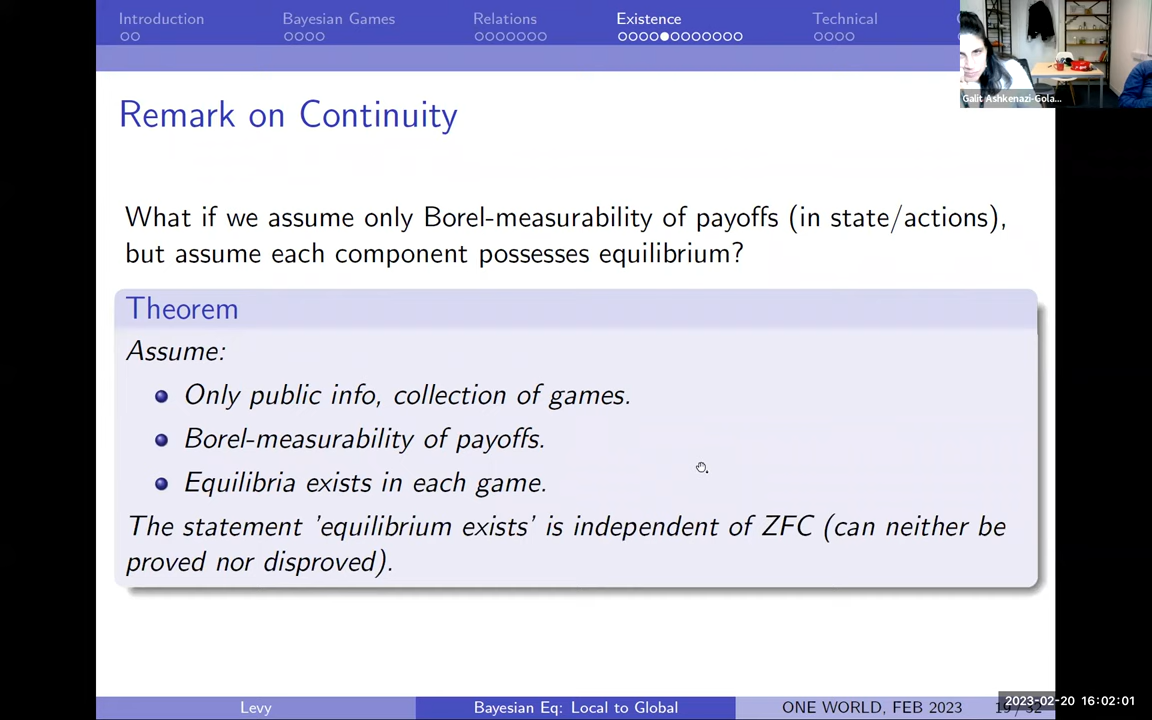 Introduction Bayesian Games Relations Existence Technical
Galit Ashkenazi-Gola...
Remark on Continuity
What if we assume only Borel-measurability of payoffs (in state/actions),
but assume each component possesses equilibrium?
Theorem
Assume:
Only public info, collection of games.
Borel-measurability of payoffs.
Equilibria exists in each game.
The statement 'equilibrium exists' is independent of ZFC (can neither be
proved nor disproved).
Levy Bayesian Eq: Local to Global ONE WORLD, FEB 2023
2023-02-20 16:02:01